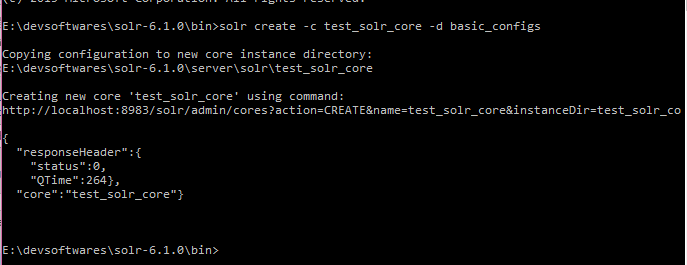 (c) 2015 Microsoft Corporation. All rights reserved.
E:\devsoftwares\solr-6.1.0\bin>solr create -c test_solr_core -d basic_configs
Copying configuration to new core instance directory:
E:\devsoftwares\solr-6.1.0\server\solr\test_solr_core
Creating new core 'test_solr_core' using command:
http://localhost:8983/solr/admin/cores?action=CREATE&name=test_solr_core&instanceDir=test_solr_co
{
  "responseHeader":{
    "status":0,
    "QTime":264},
  "core":"test_solr_core"}
E:\devsoftwares\solr-6.1.0\bin>